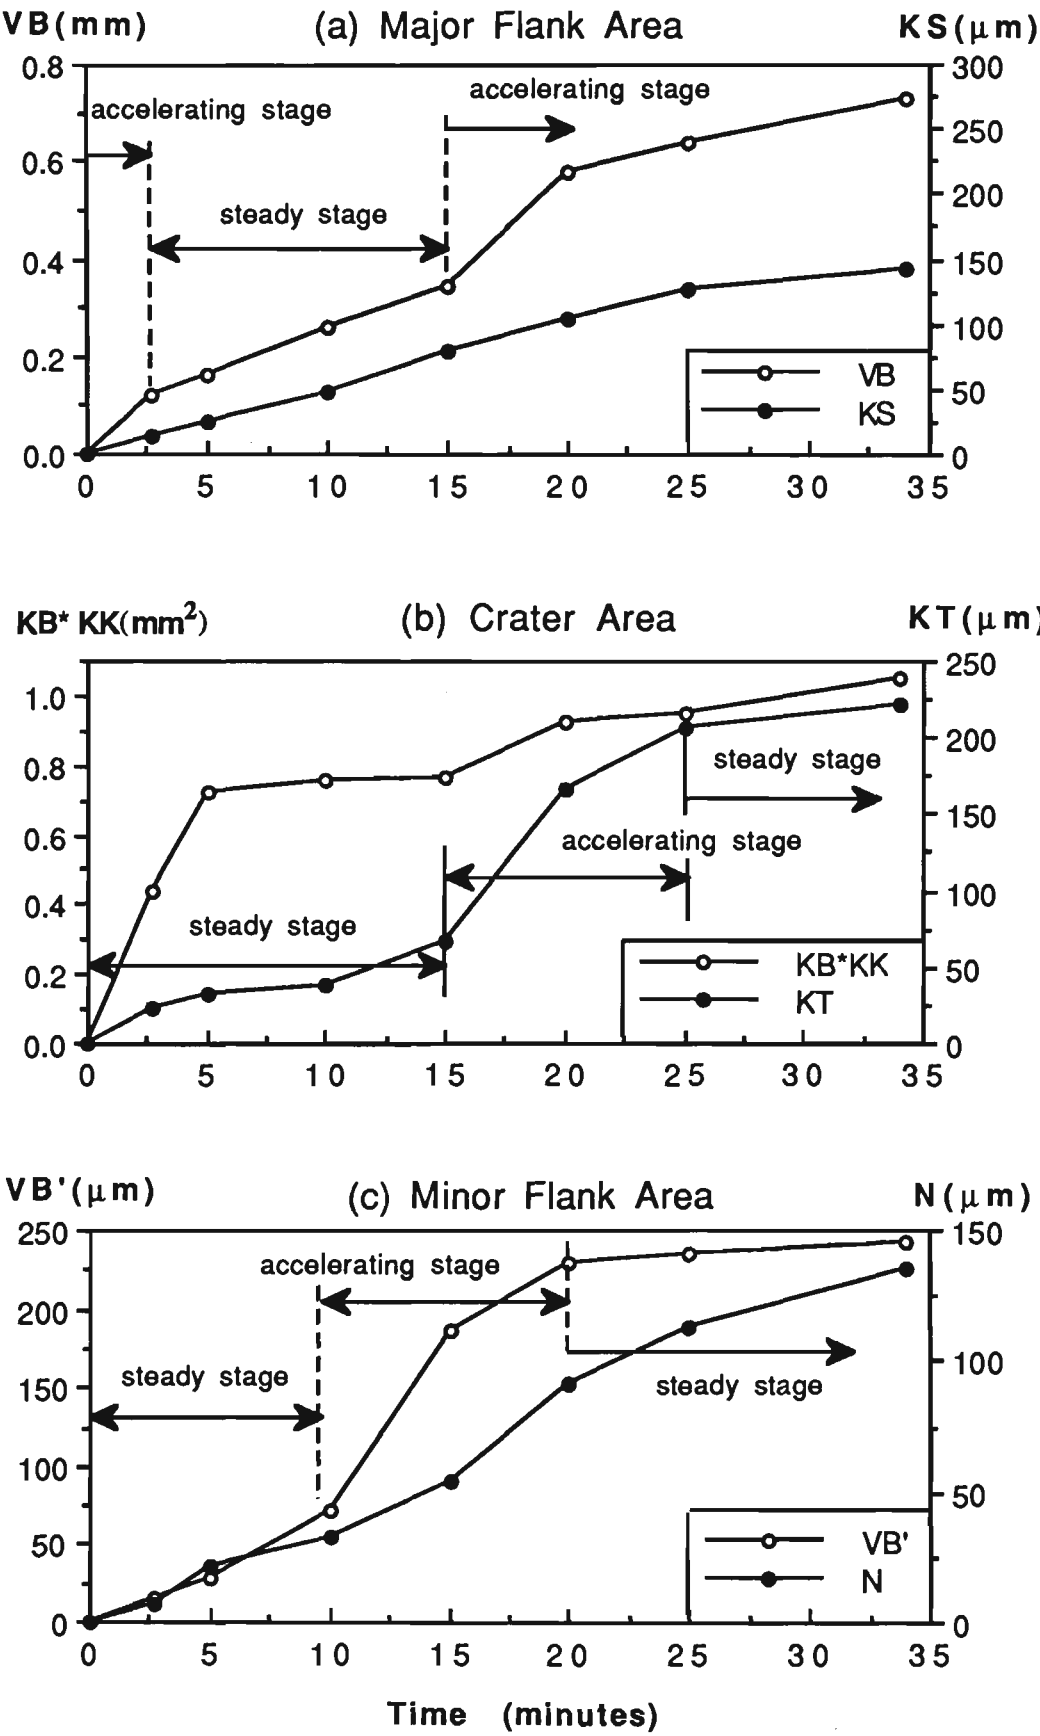 VB(mm) (a) Major Flank Area KS(μm)
0.8 300
accelerating stage
accelerating stage
250
0.6
200
steady stage
0.4 150
100
0.2
VB
50
KS
0.0 0
0 5 10 15 20 25 30 35
KB* KK(mm²) (b) Crater Area KT(μm)
250
1.0
200
steady stage
0.8
150
0.6
accelerating stage
0.4 100
steady stage
KB*KK
0.2 50
KT
0.0 0
0 5 10 15 20 25 30 35
VB'(μm) (c) Minor Flank Area N(μm)
250 150
accelerating stage
200
100
steady stage
150
steady stage
100
50
50
VB'
N
0 0
0 5 10 15 20 25 30 35
Time (minutes)